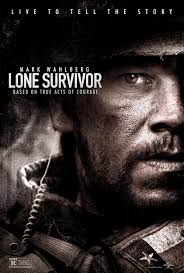 LIVE TO TELL THE STORY
MARK WAHLBERG
LONE SURVIVOR
BASED ON TRUE ACTS OF COURAGE